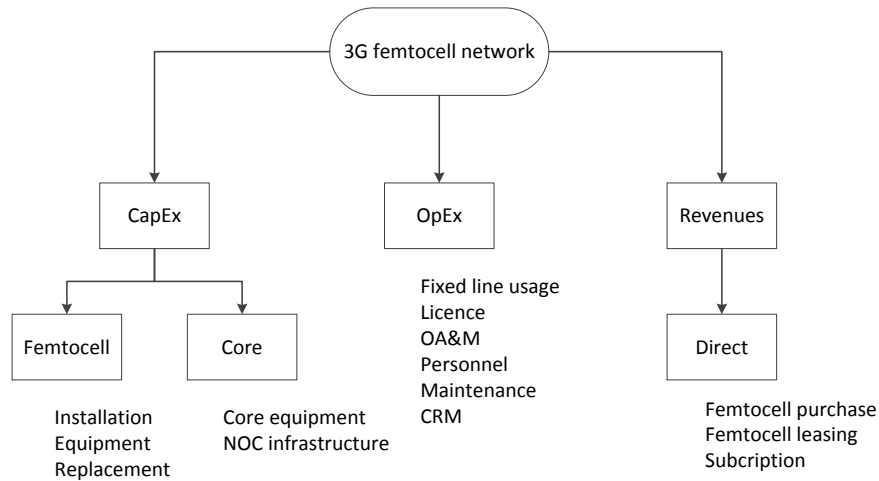 3G femtocell network
CapEx
OpEx
Revenues
Femtocell
Core
Fixed line usage
Licence
OA&M
Personnel
Maintenance
CRM
Direct
Installation
Equipment
Replacement
Core equipment
NOC infrastructure
Femtocell purchase
Femtocell leasing
Subcription